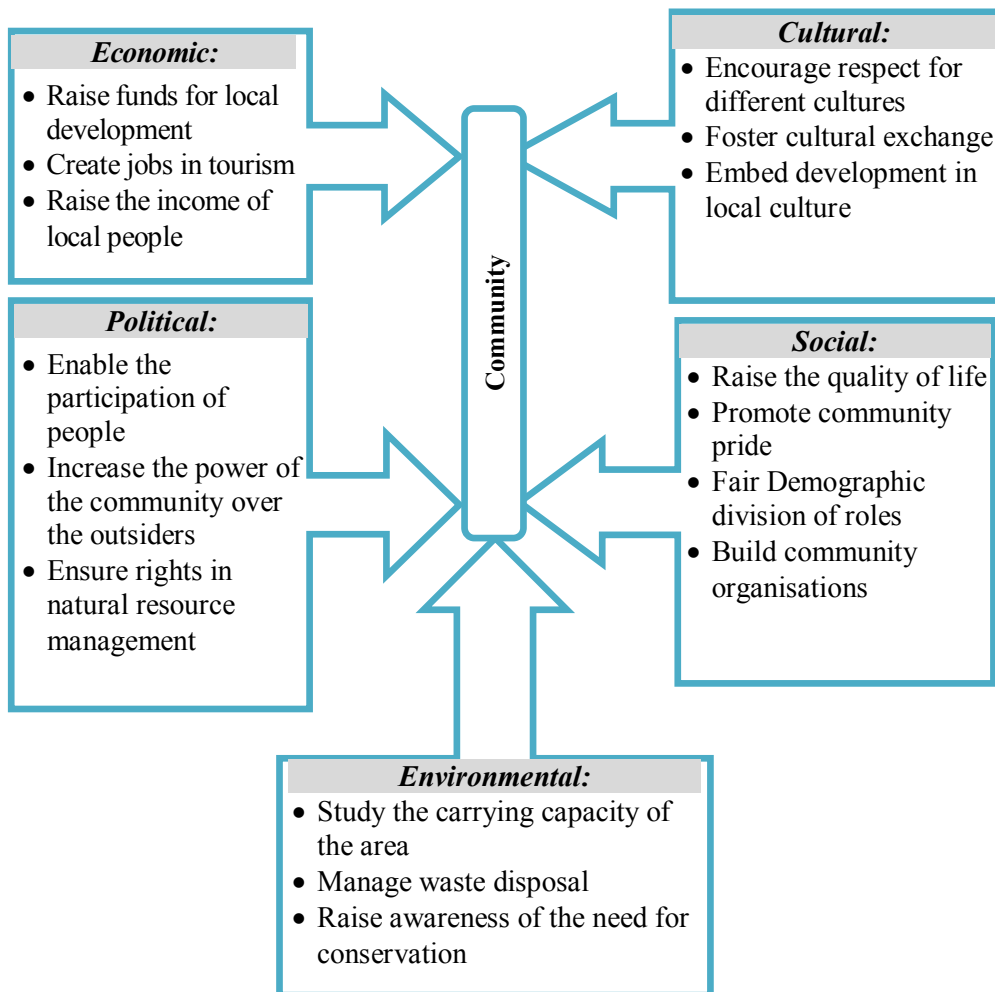 Economic:
• Raise funds for local
development
• Create jobs in tourism
• Raise the income of
local people
Cultural:
• Encourage respect for
different cultures
• Foster cultural exchange
• Embed development in
local culture
Community
Political:
• Enable the
participation of
people
• Increase the power of
the community over
the outsiders
• Ensure rights in
natural resource
management
Social:
• Raise the quality of life
• Promote community
pride
• Fair Demographic
division of roles
• Build community
organisations
Environmental:
• Study the carrying capacity of
the area
• Manage waste disposal
• Raise awareness of the need for
conservation